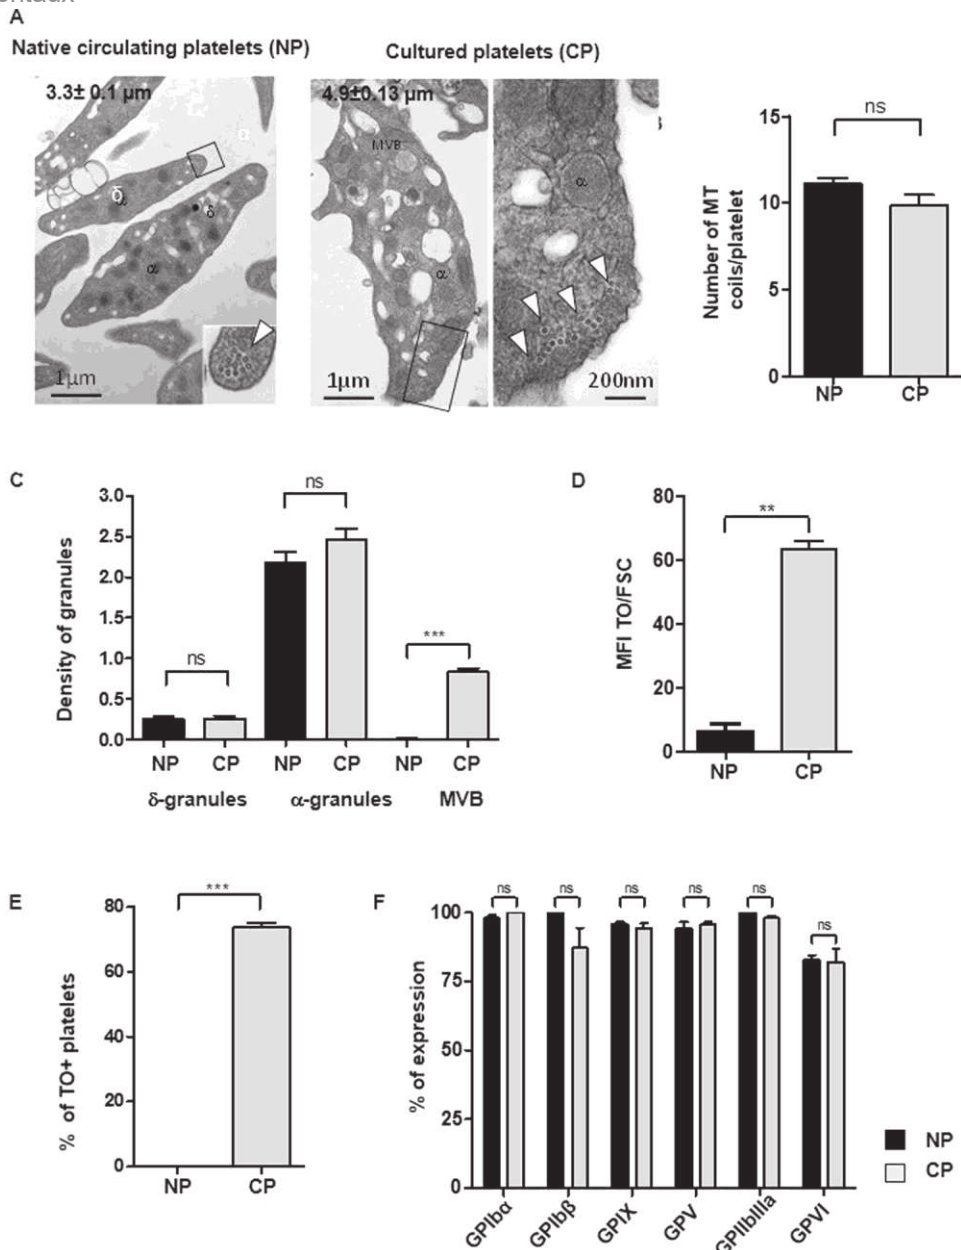 A
Native circulating platelets (NP)
Cultured platelets (CP)
3.3± 0.1 µm
4.9±0.13 µm
MVB
α
α
δ
δ
α
α
1µm
1µm
200nm
Number of MT
coils/platelet
15
10
5
0
ns
NP CP
C
Density of granules
3.0
2.5
2.0
1.5
1.0
0.5
0.0
ns
ns
***
NP CP NP CP NP CP
δ-granules α-granules MVB
D
MFI TO/FSC
80
60
40
20
0
**
NP CP
E
% of TO+ platelets
80
60
40
20
0
***
NP CP
F
% of expression
100
75
50
25
0
ns ns ns ns ns ns
GPIbα GPIbβ GPIX GPV GPIIbIIIa GPVI
NP
CP